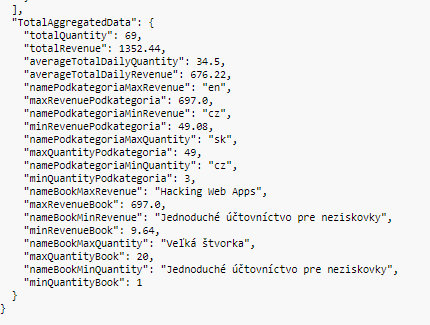 ],
"TotalAggregatedData": {
"totalQuantity": 69,
"totalRevenue": 1352.44,
"averageTotalDailyQuantity": 34.5,
"averageTotalDailyRevenue": 676.22,
"namePodkategoriaMaxRevenue": "en",
"maxRevenuePodkategoria": 697.0,
"namePodkategoriaMinRevenue": "cz",
"minRevenuePodkategoria": 49.08,
"namePodkategoriaMaxQuantity": "sk",
"maxQuantityPodkategoria": 49,
"namePodkategoriaMinQuantity": "cz",
"minQuantityPodkategoria": 3,
"nameBookMaxRevenue": "Hacking Web Apps",
"maxRevenueBook": 697.0,
"nameBookMinRevenue": "Jednoduché účtovníctvo pre neziskovky",
"minRevenueBook": 9.64,
"nameBookMaxQuantity": "Veľká štvorka",
"maxQuantityBook": 20,
"nameBookMinQuantity": "Jednoduché účtovníctvo pre neziskovky",
"minQuantityBook": 1
}
}